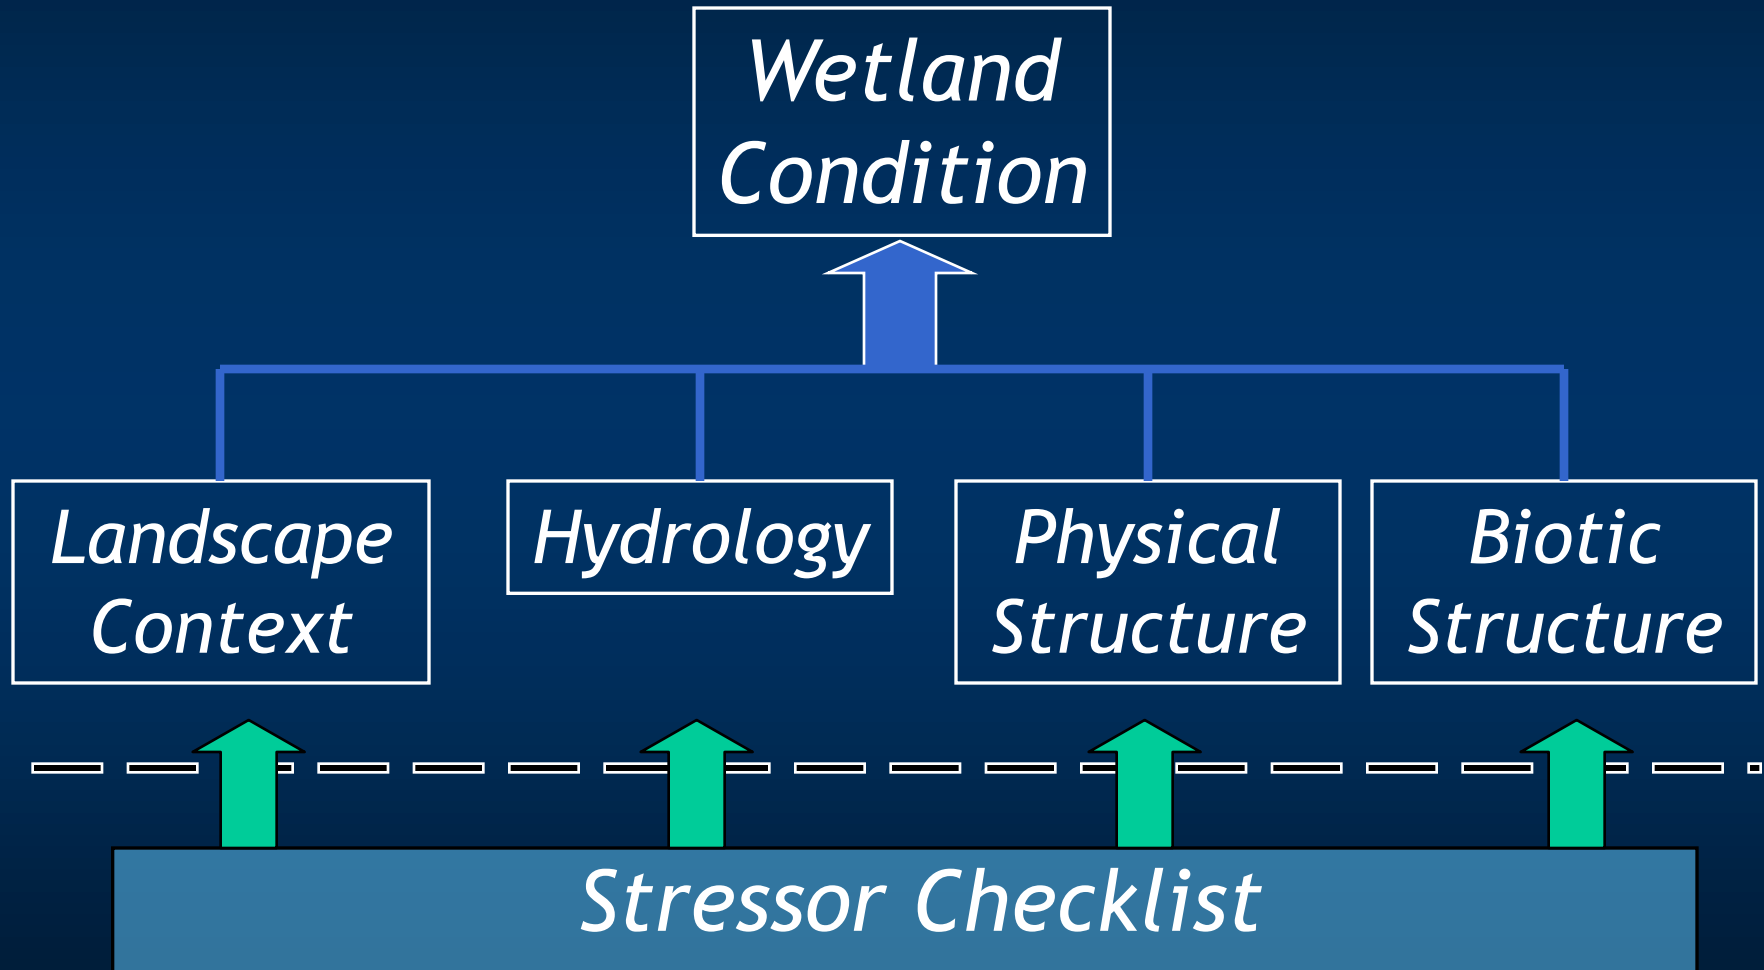 Wetland
Condition
Landscape
Context
Hydrology
Physical
Structure
Biotic
Structure
Stressor Checklist